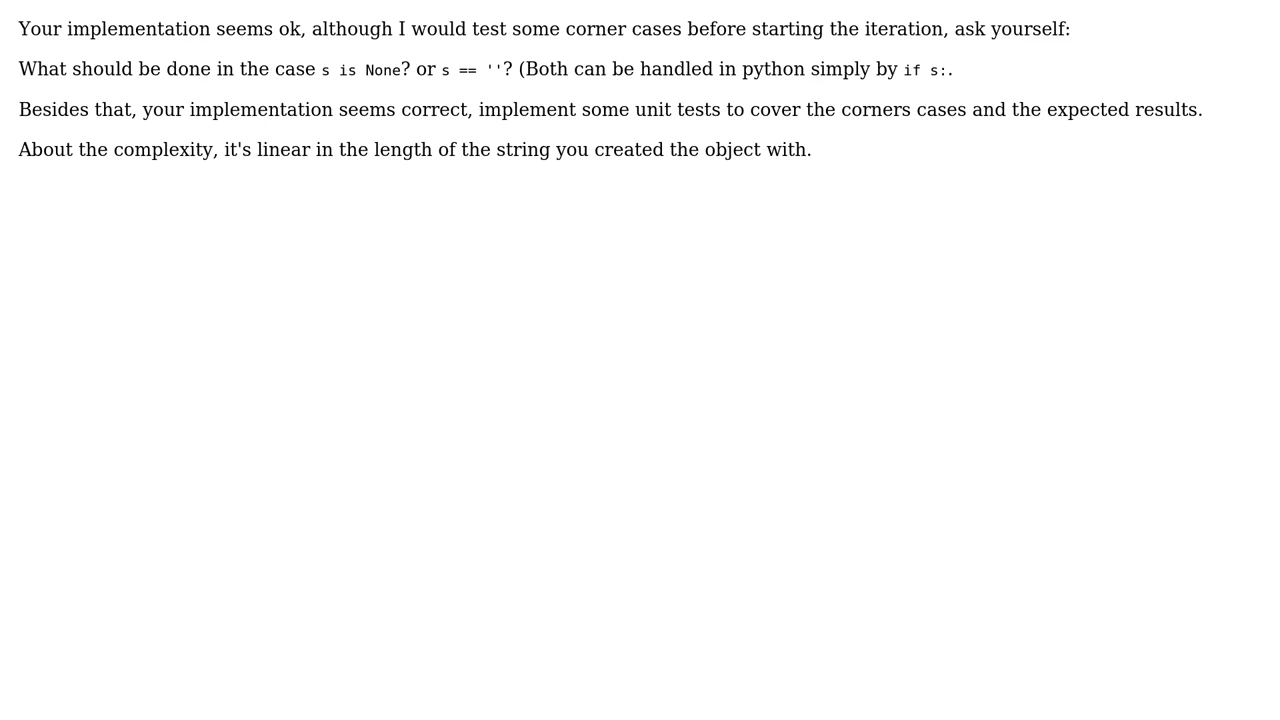 Your implementation seems ok, although I would test some corner cases before starting the iteration, ask yourself:
What should be done in the case s is None? or s == ''? (Both can be handled in python simply by if s:.
Besides that, your implementation seems correct, implement some unit tests to cover the corners cases and the expected results.
About the complexity, it's linear in the length of the string you created the object with.